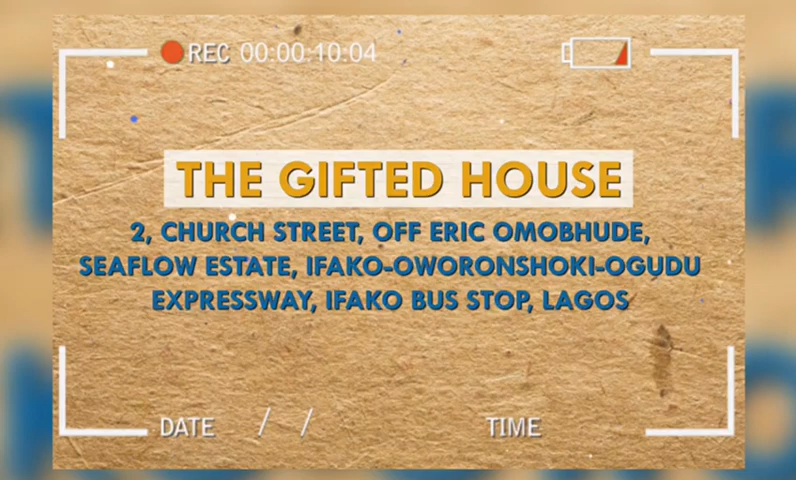 REC 00:00:10:04
THE GIFTED HOUSE
2, CHURCH STREET, OFF ERIC OMOBHUDE,
SEAFLOW ESTATE, IFAKO-OWORONSHOKI-OGUDU
EXPRESSWAY, IFAKO BUS STOP, LAGOS
DATE / / TIME